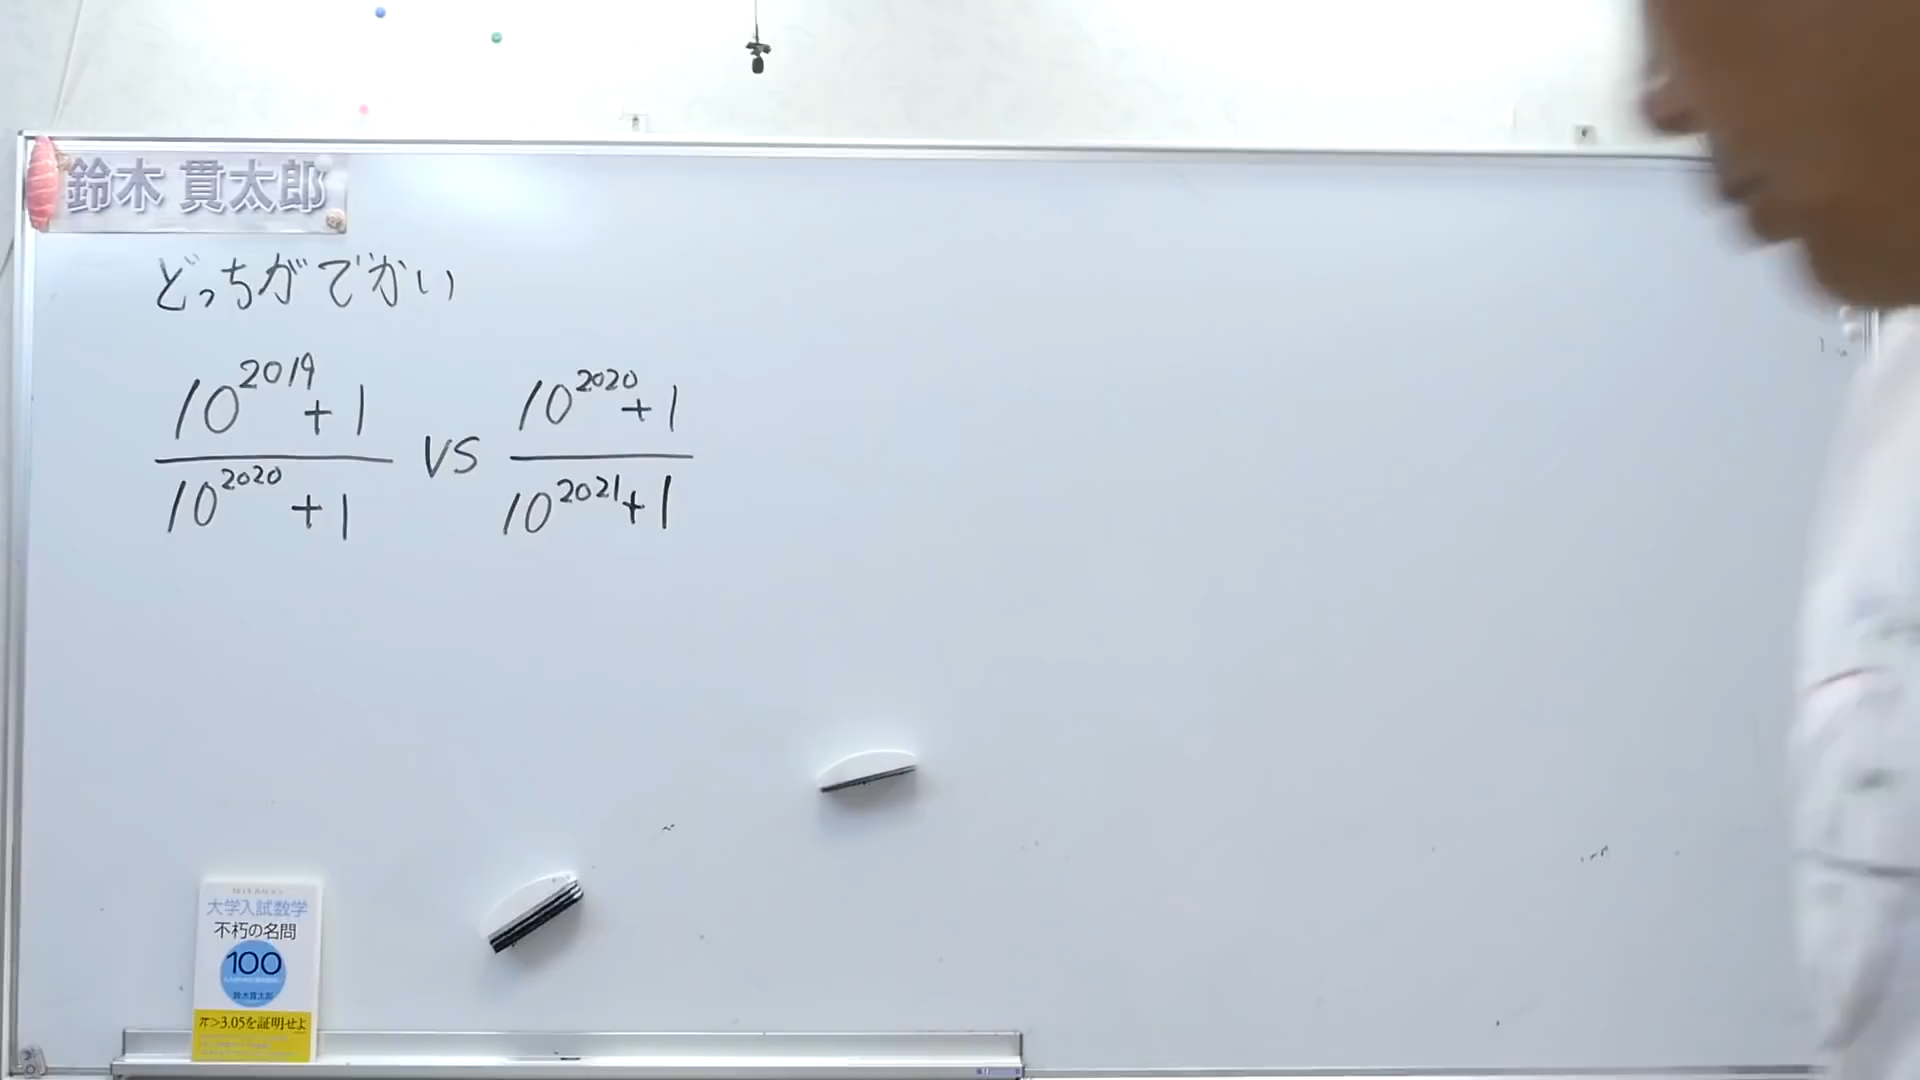 鈴木 貫太郎
どっちがでかい
10^2019+1 / 10^2020+1 vs 10^2020+1 / 10^2021+1
大学入試数学
不朽の名問
100
鈴木貫太郎
π>3.05を証明せよ